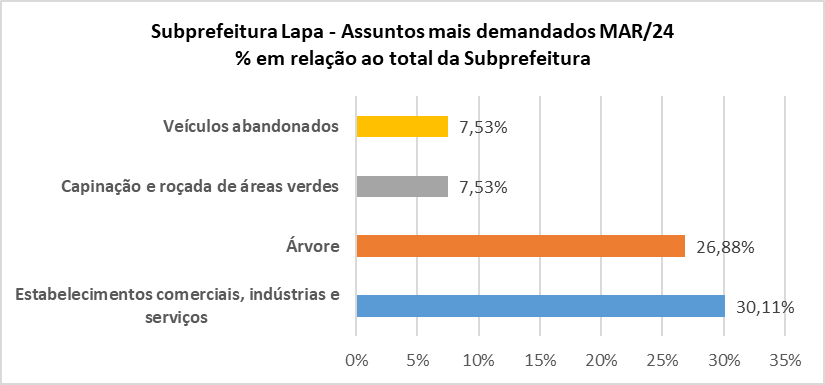 Subprefeitura Lapa - Assuntos mais demandados MAR/24
% em relação ao total da Subprefeitura
Veículos abandonados
7,53%
Capinação e roçada de áreas verdes
7,53%
Árvore
26,88%
Estabelecimentos comerciais, indústrias e
serviços
30,11%
0% 5% 10% 15% 20% 25% 30% 35%